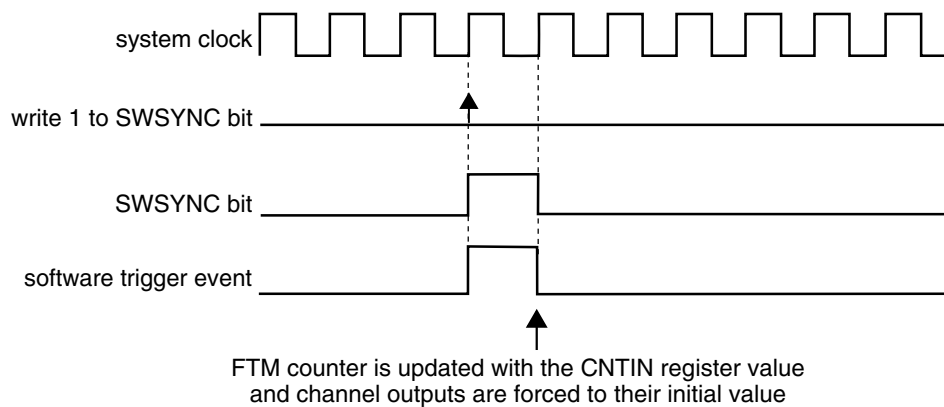 system clock
write 1 to SWSYNC bit
SWSYNC bit
software trigger event
FTM counter is updated with the CNTIN register value
and channel outputs are forced to their initial value